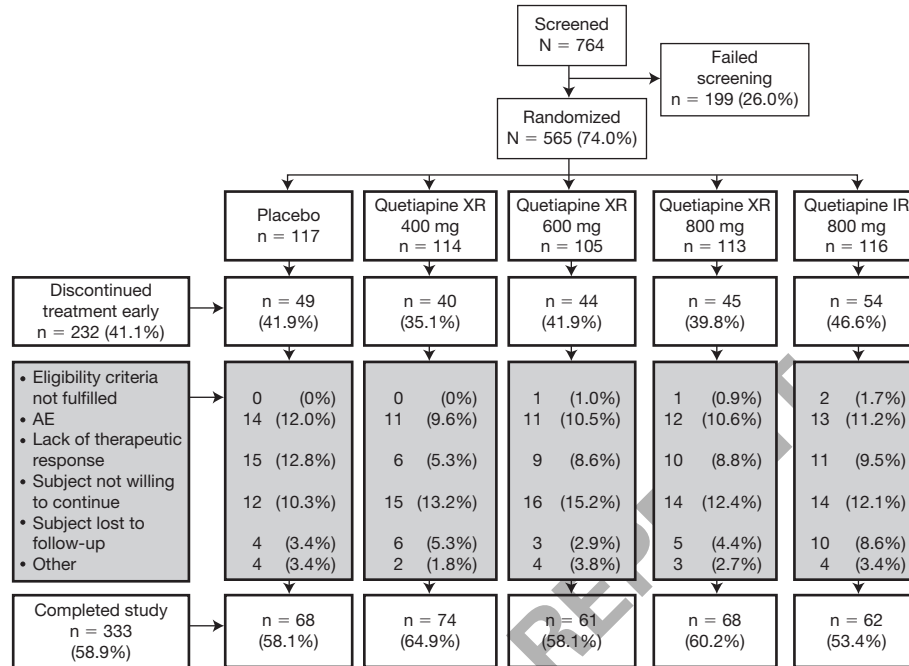 Screened
N = 764
Failed
screening
n = 199 (26.0%)
Randomized
N = 565 (74.0%)
Placebo
n = 117
Quetiapine XR
400 mg
n = 114
Quetiapine XR
600 mg
n = 105
Quetiapine XR
800 mg
n = 113
Quetiapine IR
800 mg
n = 116
Discontinued
treatment early
n = 232 (41.1%)
n = 49
(41.9%)
n = 40
(35.1%)
n = 44
(41.9%)
n = 45
(39.8%)
n = 54
(46.6%)
• Eligibility criteria
not fulfilled
0 (0%) 0 (0%) 1 (1.0%) 1 (0.9%) 2 (1.7%)
• AE 14 (12.0%) 11 (9.6%) 11 (10.5%) 12 (10.6%) 13 (11.2%)
• Lack of therapeutic
response 15 (12.8%) 6 (5.3%) 9 (8.6%) 10 (8.8%) 11 (9.5%)
• Subject not willing
to continue 12 (10.3%) 15 (13.2%) 16 (15.2%) 14 (12.4%) 14 (12.1%)
• Subject lost to
follow-up 4 (3.4%) 6 (5.3%) 3 (2.9%) 5 (4.4%) 10 (8.6%)
• Other 4 (3.4%) 2 (1.8%) 4 (3.8%) 3 (2.7%) 4 (3.4%)
Completed study
n = 333
(58.9%)
n = 68
(58.1%)
n = 74
(64.9%)
n = 61
(58.1%)
n = 68
(60.2%)
n = 62
(53.4%)